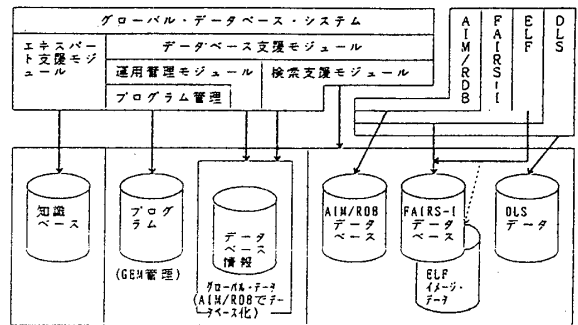 グローバル・データベース・システム
エキスパー
ト支援モジ
ュール
データベース支援モジュール
運用管理モジュール
検索支援モジュール
プログラム管理
AIM/RDB
FAIRS-I
ELF
DLS
知識
ベース
プログ
ラム
(GEM管理)
データ
ベース
情報
グローバル・データ
(AIM/RDBでデー
タベース化)
AIM/RDB
データ
ベース
FAIRS-I
データ
ベース
ELF
イメージ・
データ
DLS
データ